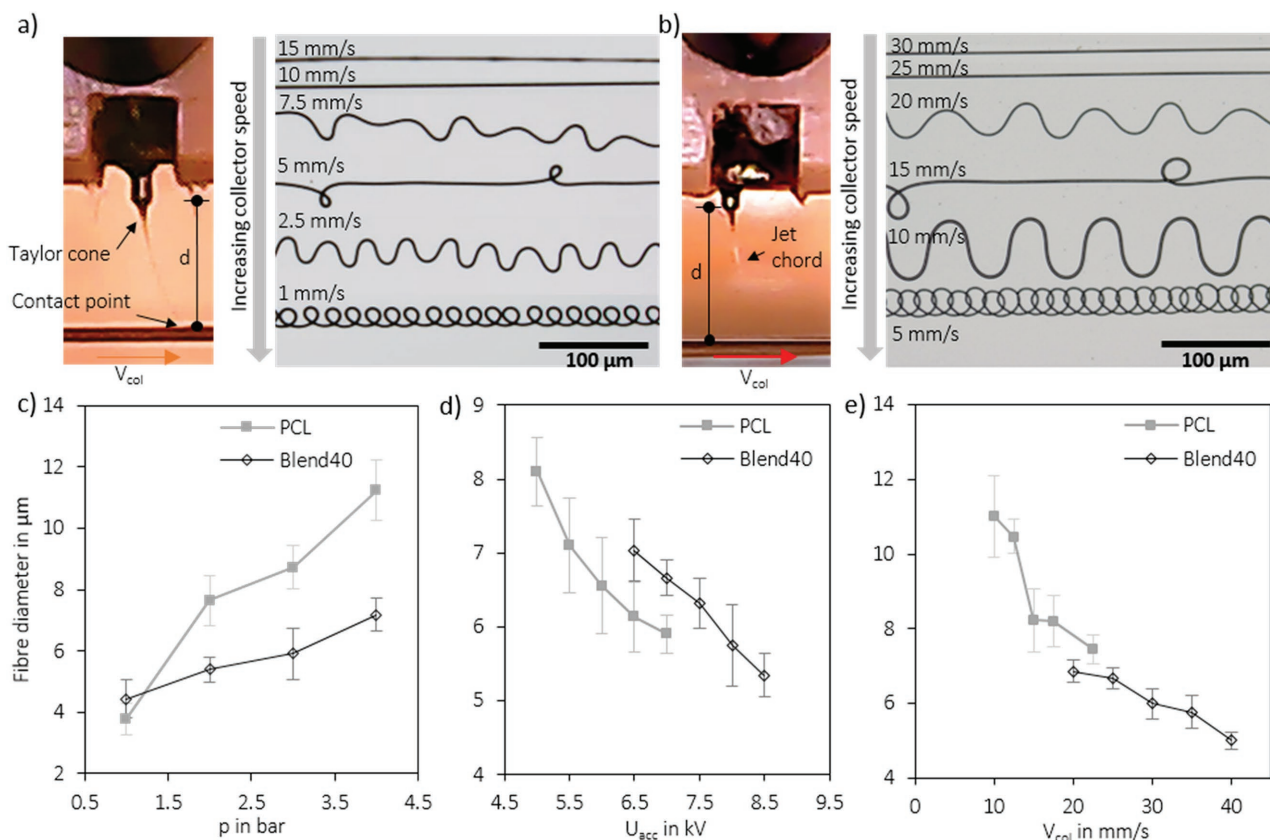 a)
Taylor cone
d
Contact point
V_col
Increasing collector speed
15 mm/s
10 mm/s
7.5 mm/s
5 mm/s
2.5 mm/s
1 mm/s
100 µm
b)
Jet
chord
d
V_col
Increasing collector speed
30 mm/s
25 mm/s
20 mm/s
15 mm/s
10 mm/s
5 mm/s
100 µm
c)
Fibre diameter in µm
14
12
10
8
6
4
2
0.5 1.5 2.5 3.5 4.5
p in bar
PCL
Blend40
d)
9
8
7
6
5
4
4.5 5.5 6.5 7.5 8.5 9.5
U_acc in kV
PCL
Blend40
e)
14
12
10
8
6
4
0 10 20 30 40
V_col in mm/s
PCL
Blend40